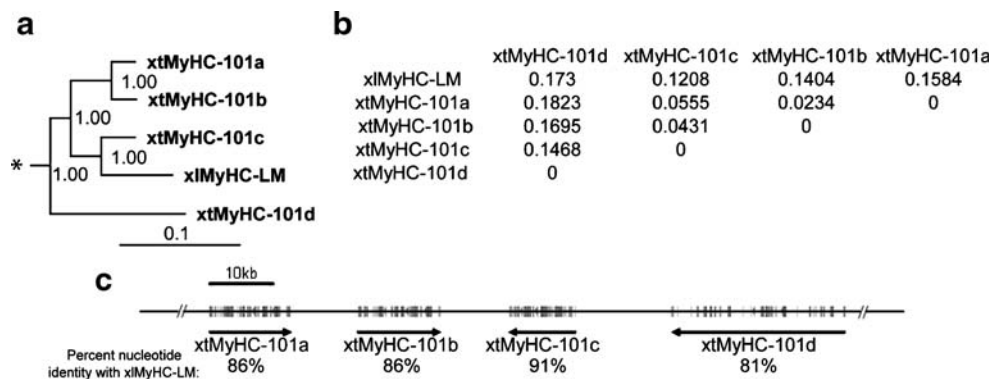 a
xtMyHC-101a
1.00
xtMyHC-101b
1.00
xtMyHC-101c
1.00
xlMyHC-LM
*
1.00
xtMyHC-101d
0.1
b
xtMyHC-101d xtMyHC-101c xtMyHC-101b xtMyHC-101a
xlMyHC-LM 0.173 0.1208 0.1404 0.1584
xtMyHC-101a 0.1823 0.0555 0.0234 0
xtMyHC-101b 0.1695 0.0431 0
xtMyHC-101c 0.1468 0
xtMyHC-101d 0
c
10kb
xtMyHC-101a xtMyHC-101b xtMyHC-101c xtMyHC-101d
Percent nucleotide
identity with xlMyHC-LM: 86% 86% 91% 81%